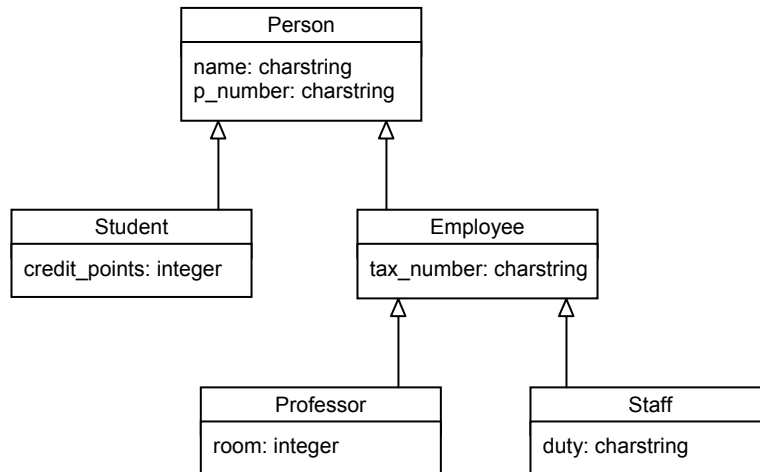 Person
name: charstring
p_number: charstring
Student
credit_points: integer
Employee
tax_number: charstring
Professor
room: integer
Staff
duty: charstring